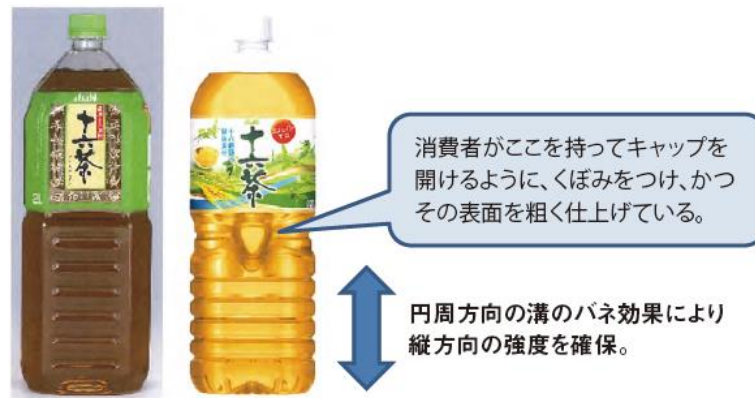 Asahi
十六茶
2L
Asahi
十六茶
消費者がここを持ってキャップを
開けるように、くぼみをつけ、かつ
その表面を粗く仕上げている。
円周方向の溝のバネ効果により
縦方向の強度を確保。